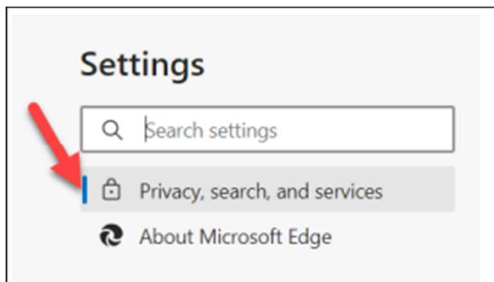 Settings
Search settings
Privacy, search, and services
About Microsoft Edge